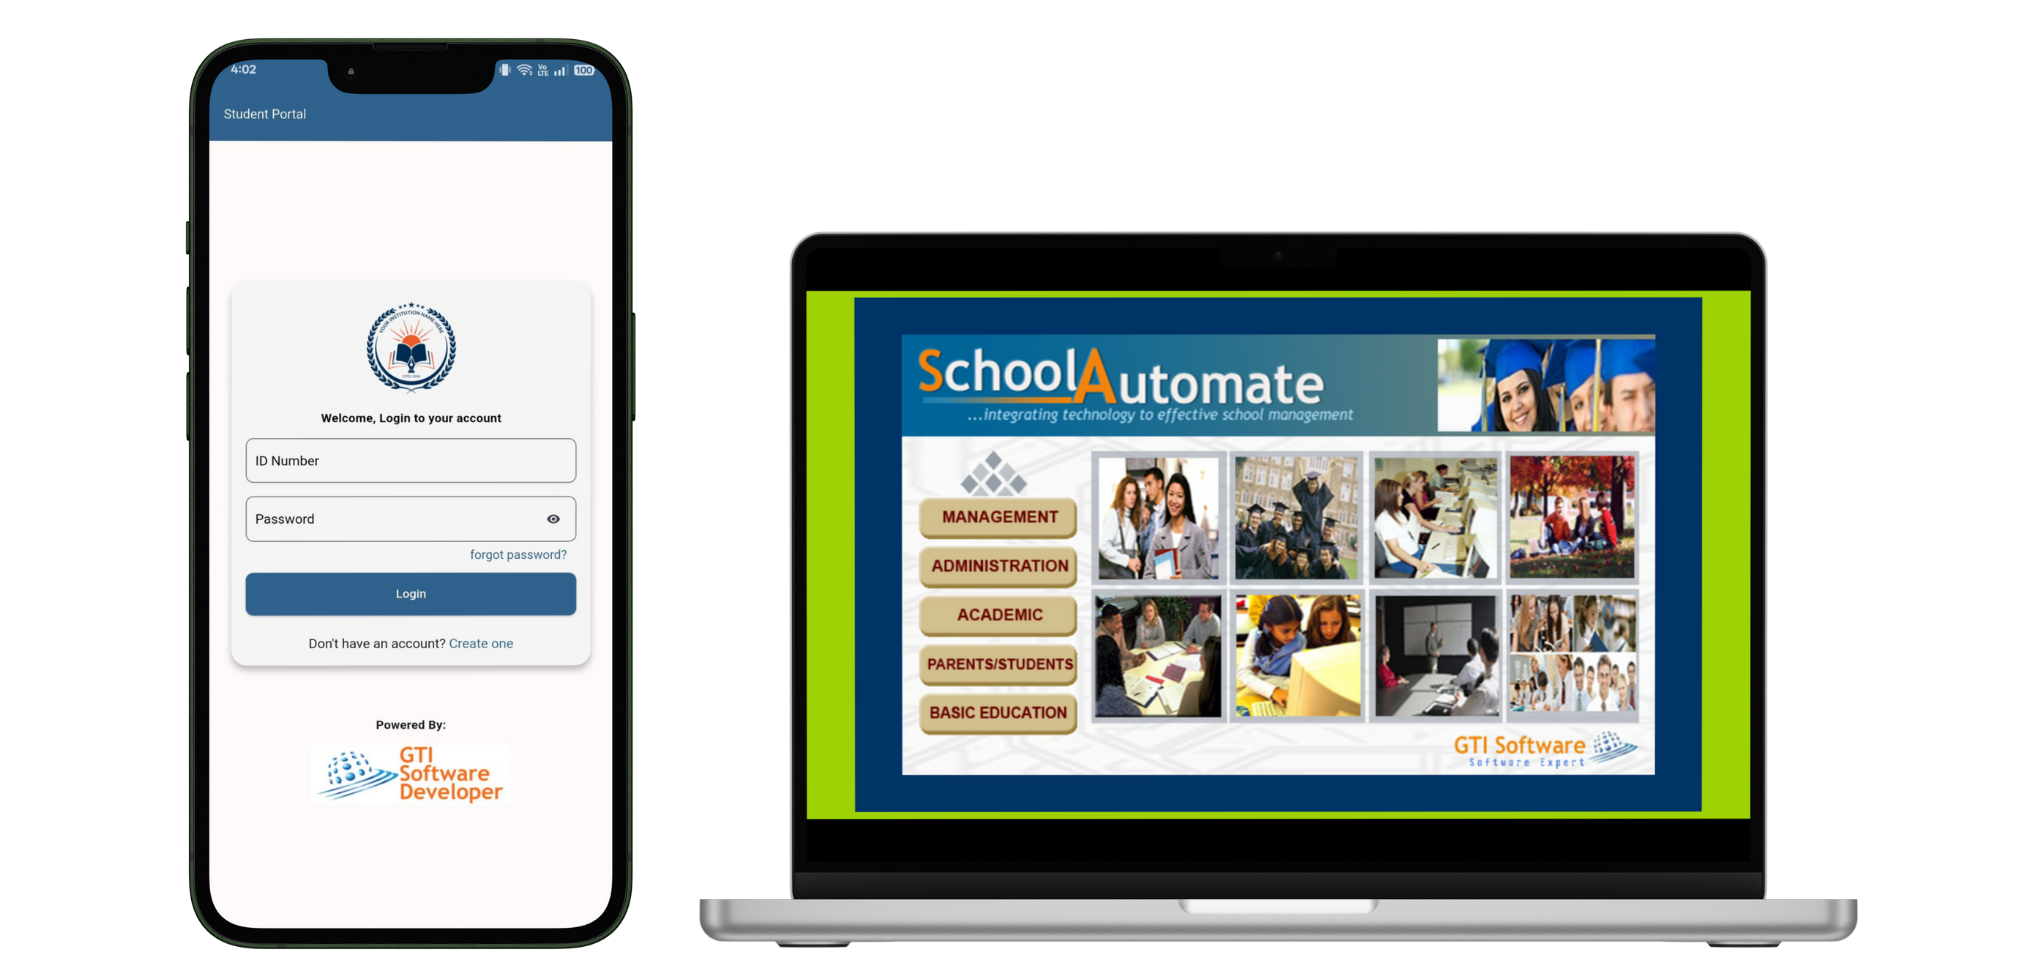 4:02
Vo
LTE
100
Student Portal
YOUR INSTITUTION NAME HERE
Welcome, Login to your account
ID Number
Password
forgot password?
Login
Don't have an account? Create one
Powered By:
GTI
Software
Developer
SchoolAutomate
...integrating technology to effective school management
MANAGEMENT
ADMINISTRATION
ACADEMIC
PARENTS/STUDENTS
BASIC EDUCATION
GTI Software
Software Expert